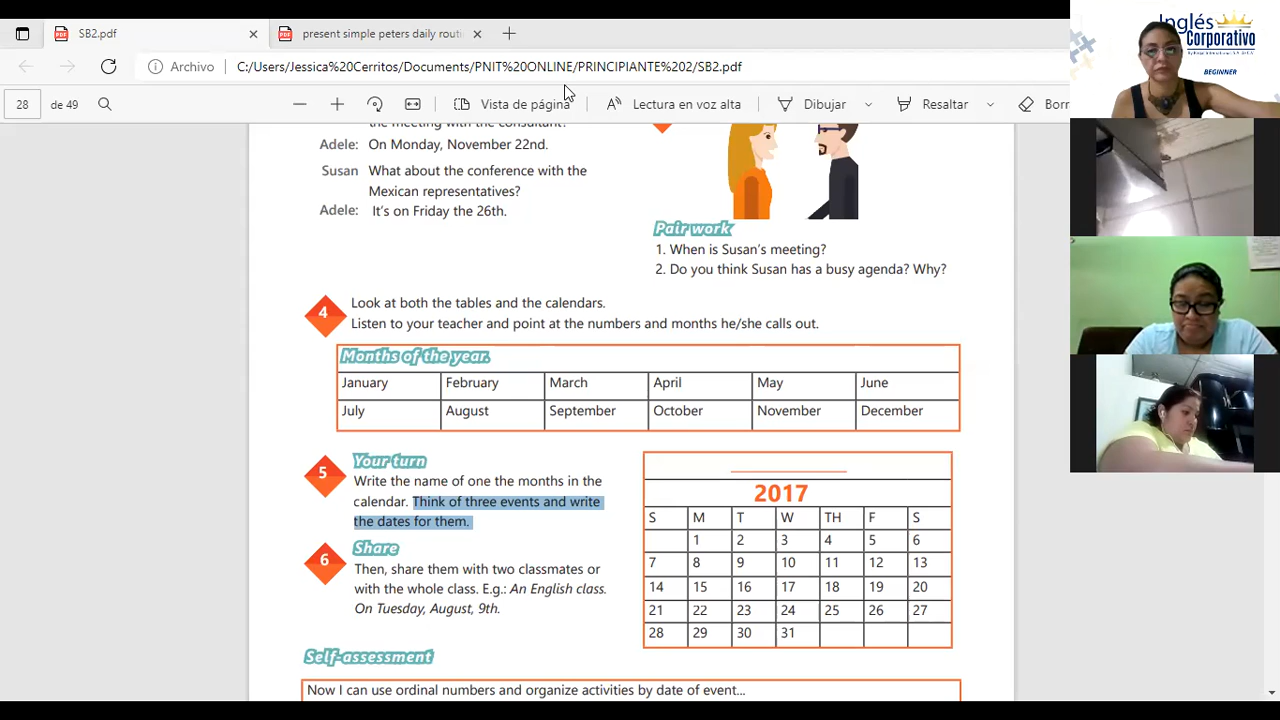 SB2.pdf
present simple peters daily rout
Archivo
C:/Users/Jessica%20Cerritos/Documents/PNIT%20ONLINE/PRINCIPIANTE%202/SB2.pdf
28 de 49
Vista de página
Lectura en voz alta
Dibujar
Resaltar
Borr
Inglés
Corporativo
BEGINNER
the meeting with the consultant?
Adele: On Monday, November 22nd.
Susan What about the conference with the
Mexican representatives?
Adele: It's on Friday the 26th.
Pair work
1. When is Susan's meeting?
2. Do you think Susan has a busy agenda? Why?
4
Look at both the tables and the calendars.
Listen to your teacher and point at the numbers and months he/she calls out.
Months of the year.
January February March April May June
July August September October November December
5
Your turn
Write the name of one the months in the
calendar. Think of three events and write
the dates for them.
6
Share
Then, share them with two classmates or
with the whole class. E.g.: An English class.
On Tuesday, August, 9th.
2017
S M T W TH F S
1 2 3 4 5 6
7 8 9 10 11 12 13
14 15 16 17 18 19 20
21 22 23 24 25 26 27
28 29 30 31
Self-assessment
Now I can use ordinal numbers and organize activities by date of event...